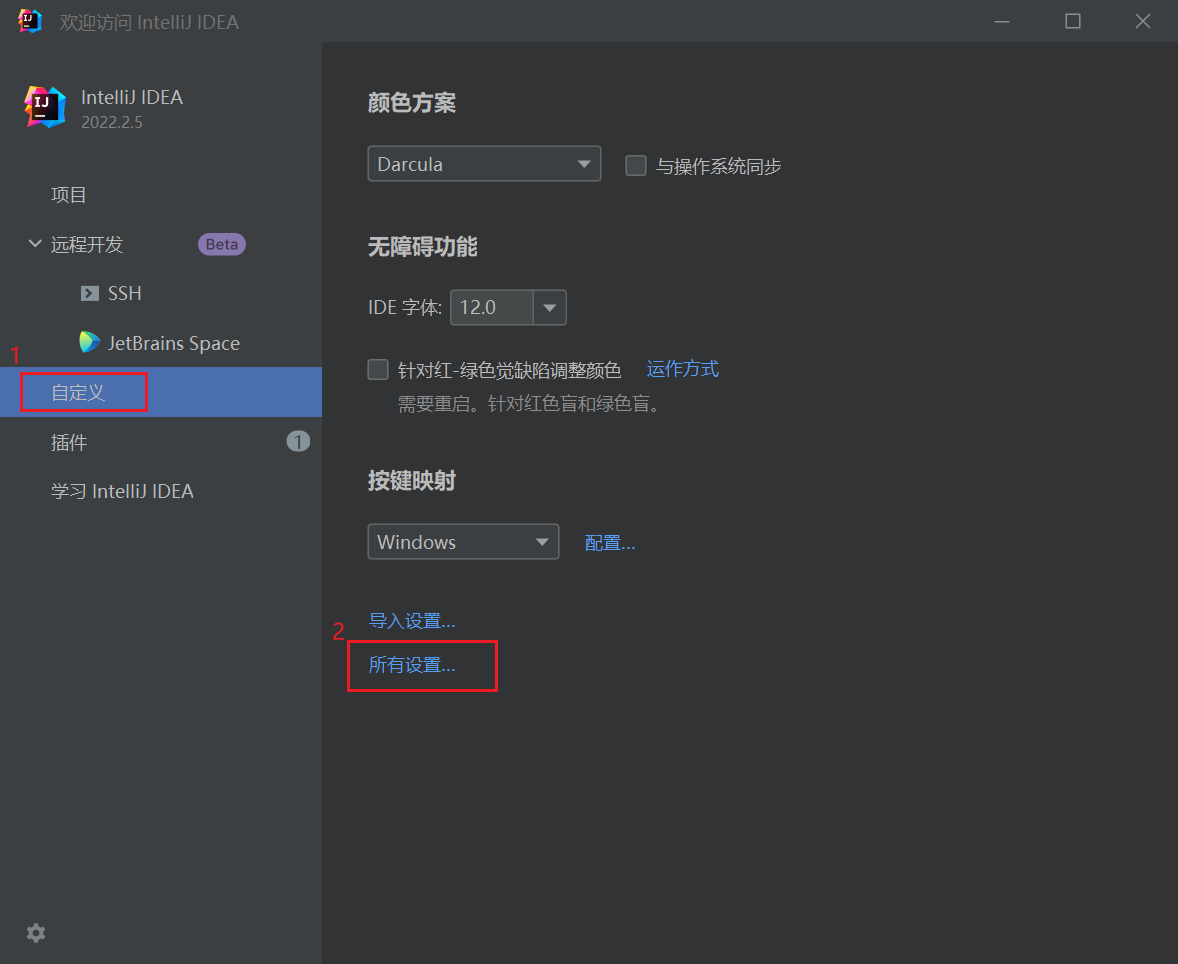 欢迎访问 IntelliJ IDEA
IJ
IntelliJ IDEA
2022.2.5
项目
远程开发 Beta
SSH
JetBrains Space
1
自定义
插件 1
学习 IntelliJ IDEA
颜色方案
Darcula 与操作系统同步
无障碍功能
IDE 字体: 12.0
针对红-绿色觉缺陷调整颜色 运作方式
需要重启。针对红色盲和绿色盲。
按键映射
Windows 配置...
导入设置...
2
所有设置...